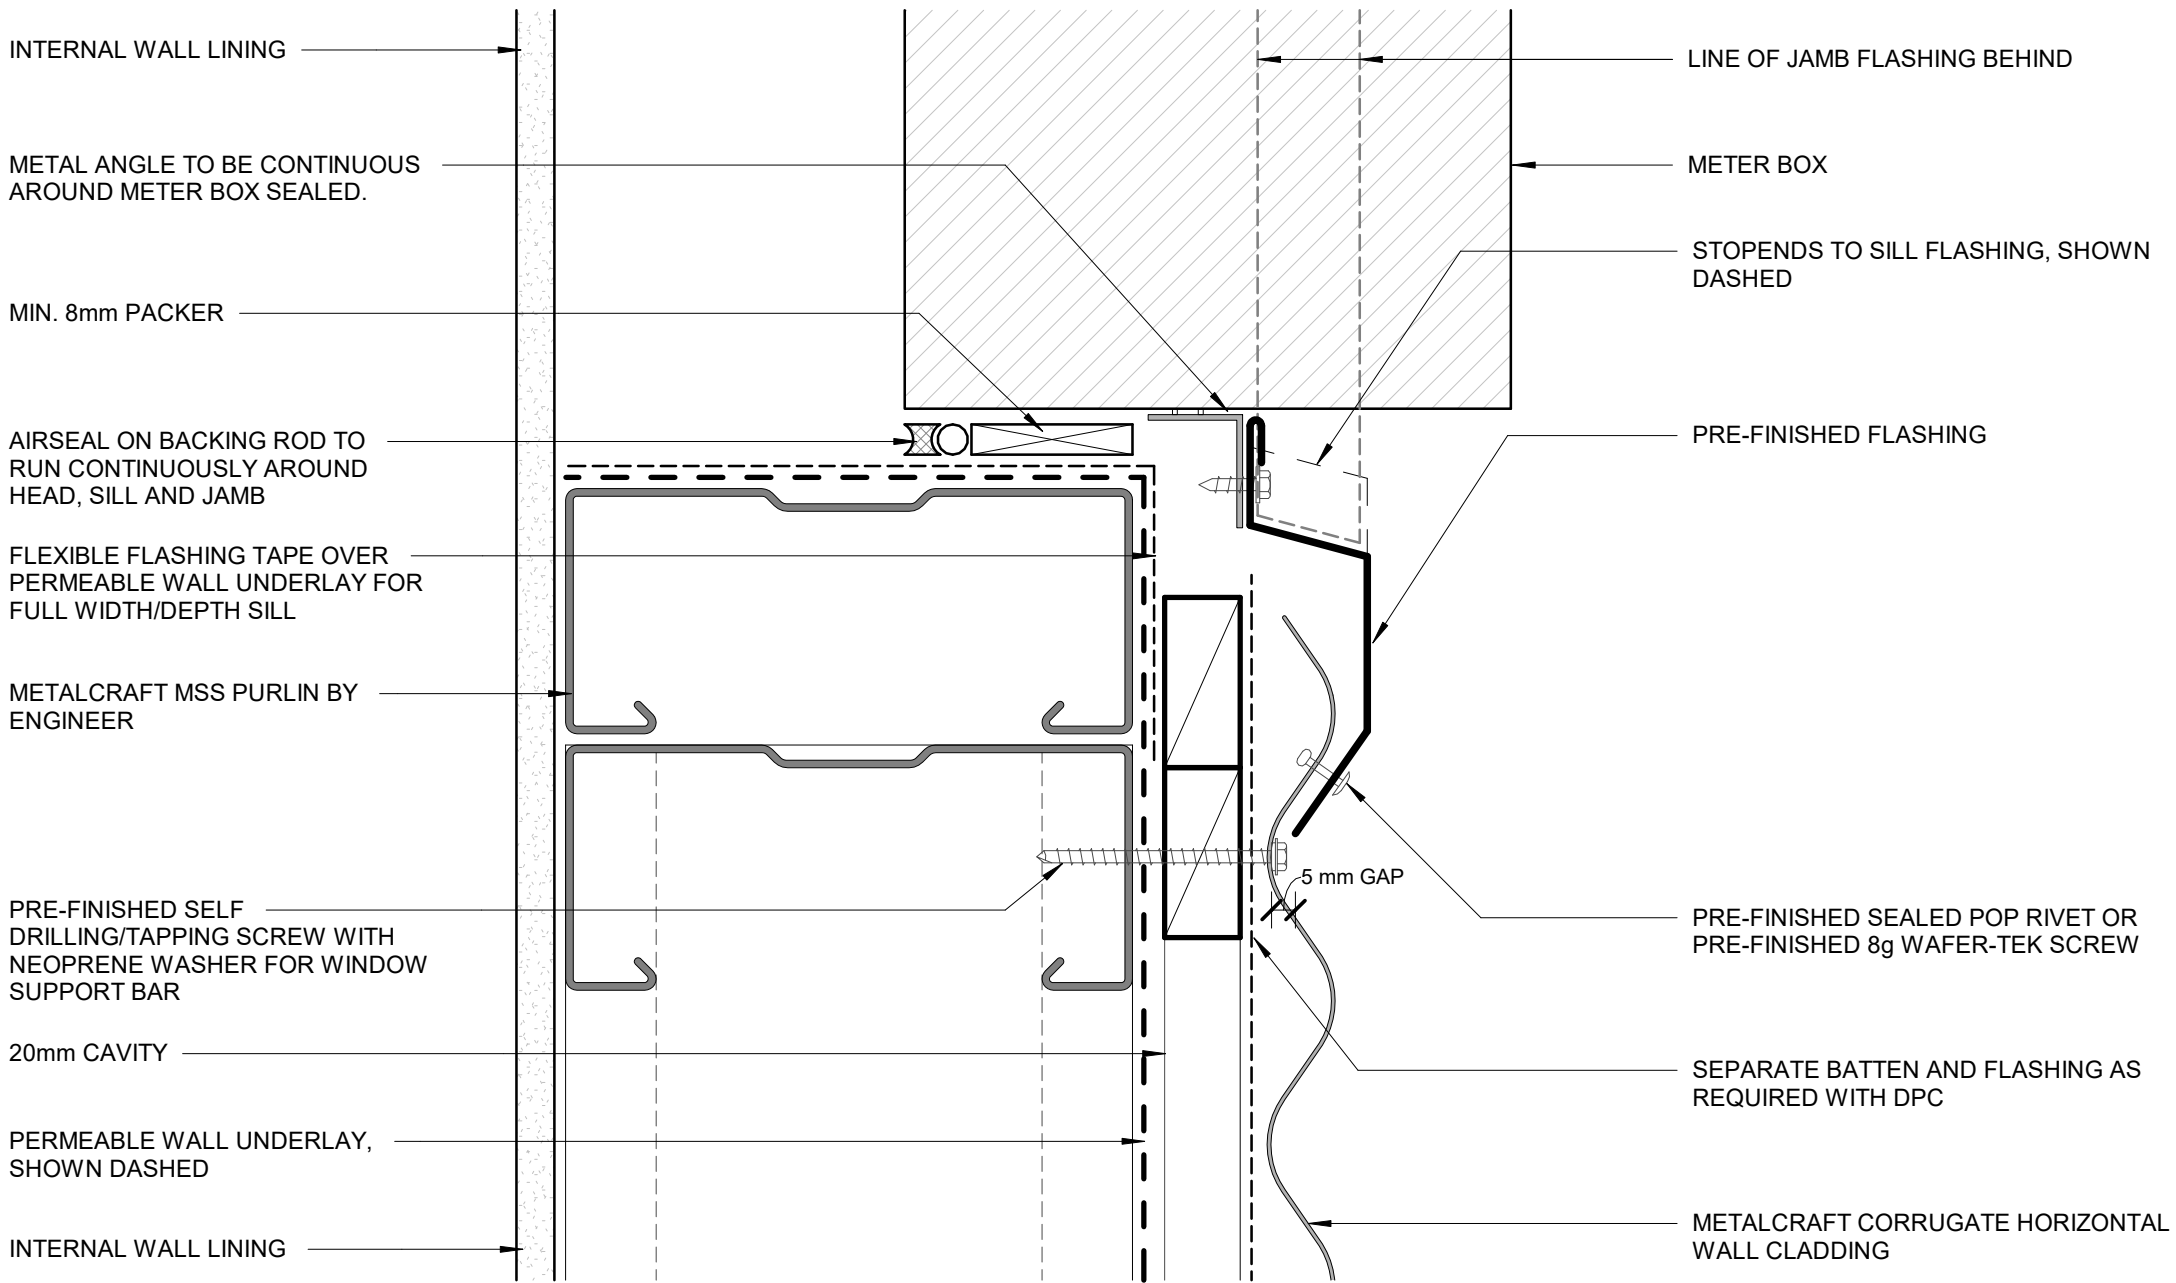 INTERNAL WALL LINING
METAL ANGLE TO BE CONTINUOUS
AROUND METER BOX SEALED.
MIN. 8mm PACKER
AIRSEAL ON BACKING ROD TO
RUN CONTINUOUSLY AROUND
HEAD, SILL AND JAMB
FLEXIBLE FLASHING TAPE OVER
PERMEABLE WALL UNDERLAY FOR
FULL WIDTH/DEPTH SILL
METALCRAFT MSS PURLIN BY
ENGINEER
PRE-FINISHED SELF
DRILLING/TAPPING SCREW WITH
NEOPRENE WASHER FOR WINDOW
SUPPORT BAR
20mm CAVITY
PERMEABLE WALL UNDERLAY,
SHOWN DASHED
INTERNAL WALL LINING
LINE OF JAMB FLASHING BEHIND
METER BOX
STOPENDS TO SILL FLASHING, SHOWN
DASHED
PRE-FINISHED FLASHING
5 mm GAP
PRE-FINISHED SEALED POP RIVET OR
PRE-FINISHED 8g WAFER-TEK SCREW
SEPARATE BATTEN AND FLASHING AS
REQUIRED WITH DPC
METALCRAFT CORRUGATE HORIZONTAL
WALL CLADDING